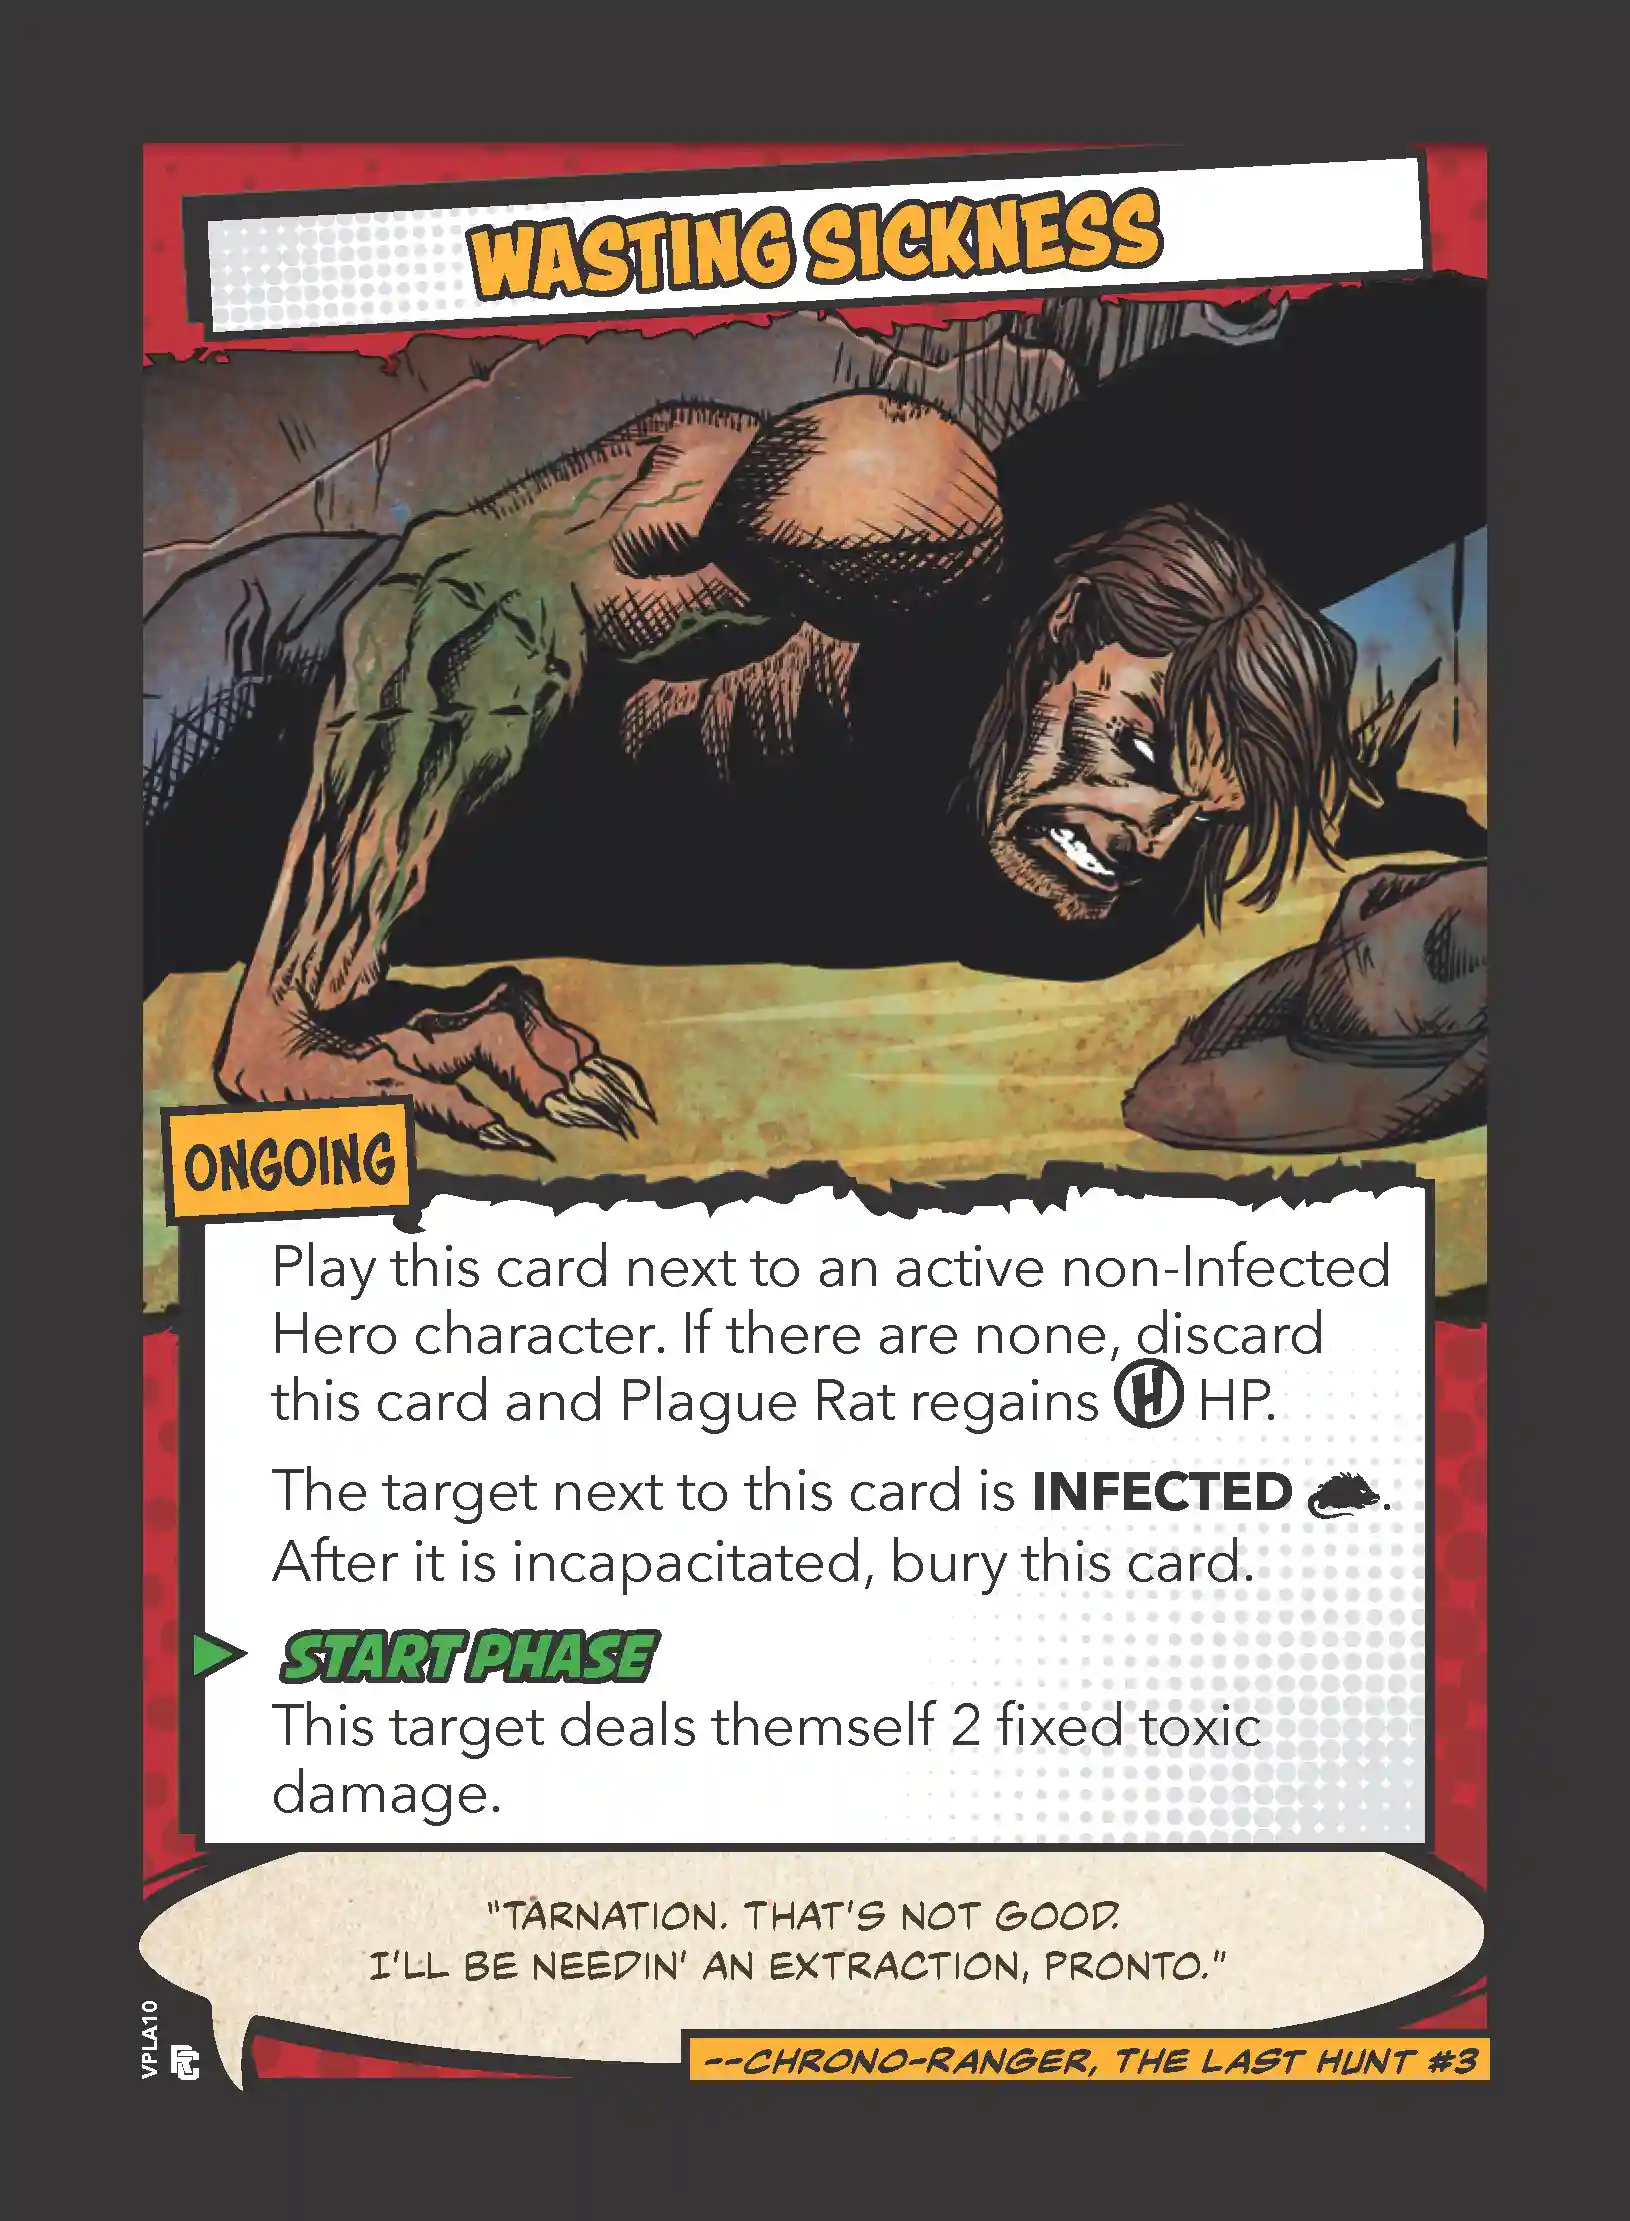 WASTING SICKNESS
ONGOING
Play this card next to an active non-Infected
Hero character. If there are none, discard
this card and Plague Rat regains H HP.
The target next to this card is INFECTED.
After it is incapacitated, bury this card.
START PHASE
This target deals themself 2 fixed toxic
damage.
"TARNATION. THAT'S NOT GOOD.
I'LL BE NEEDIN' AN EXTRACTION, PRONTO."
--CHRONO-RANGER, THE LAST HUNT #3
VPLA10